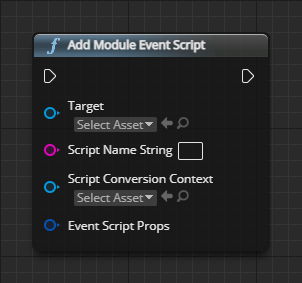 Add Module Event Script
Target
Select Asset
Script Name String
Script Conversion Context
Select Asset
Event Script Props